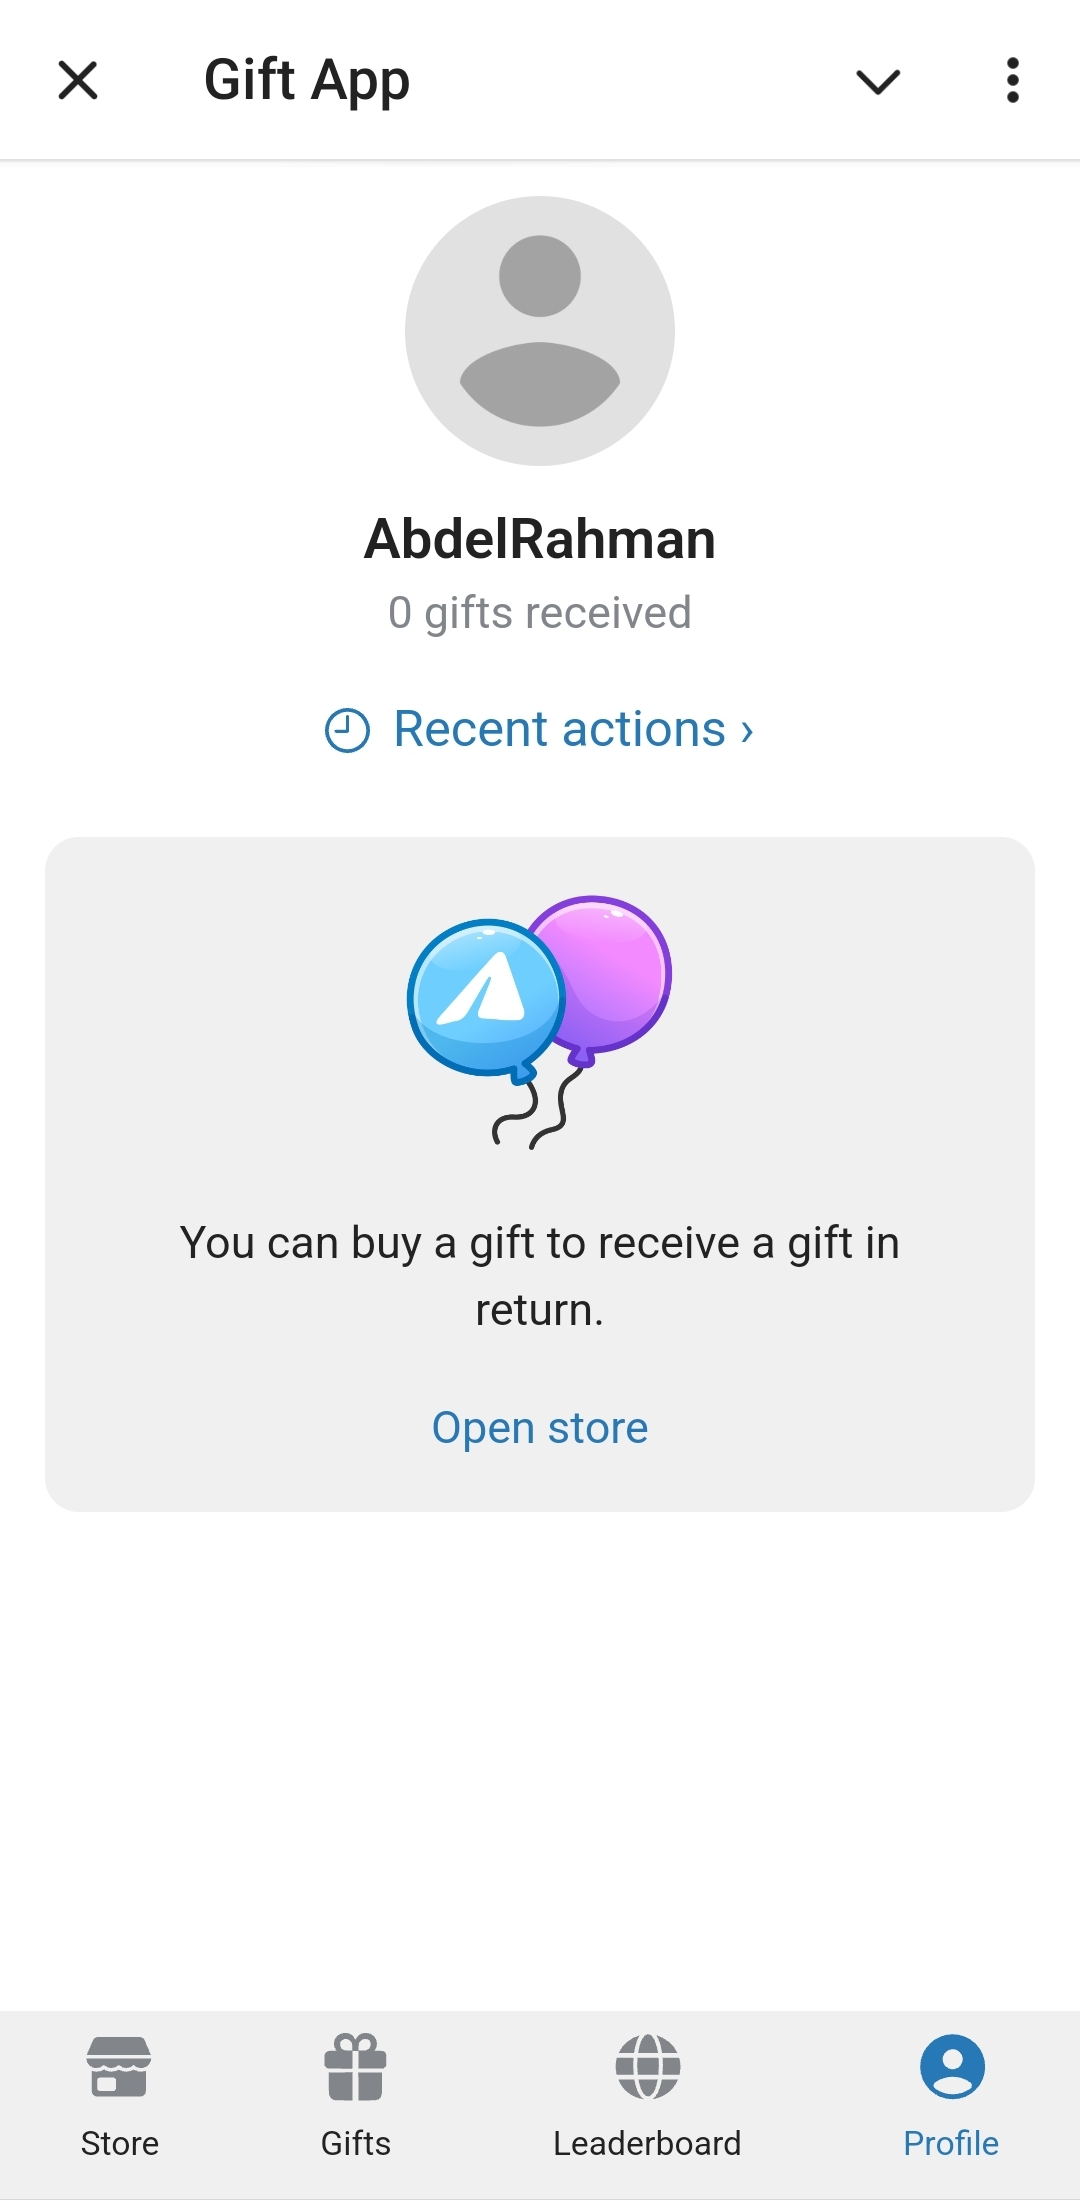 Gift App
AbdelRahman
0 gifts received
Recent actions ›
You can buy a gift to receive a gift in
return.
Open store
Store
Gifts
Leaderboard
Profile